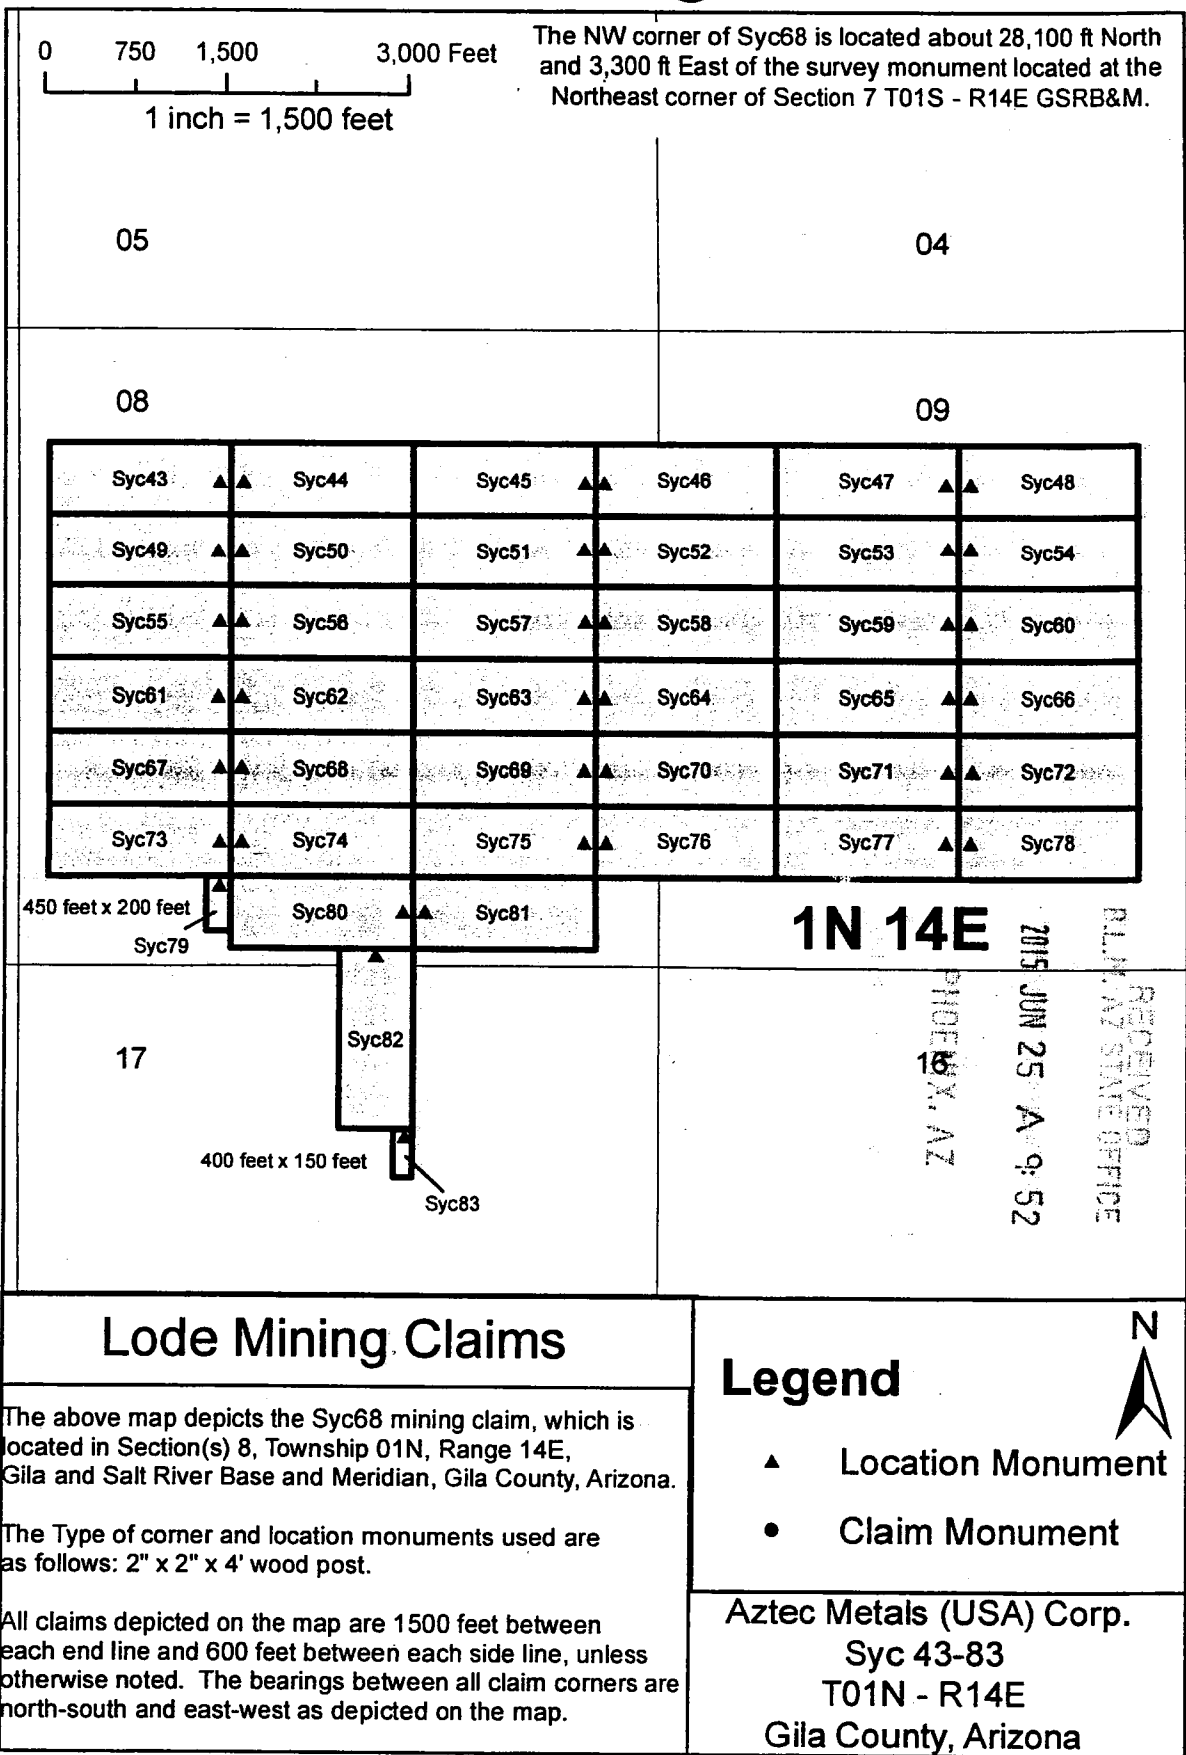 0 750 1,500 3,000 Feet
1 inch = 1,500 feet
The NW corner of Syc68 is located about 28,100 ft North
and 3,300 ft East of the survey monument located at the
Northeast corner of Section 7 T01S - R14E GSRB&M.
05 04
08 09
Syc43 Syc44 Syc45 Syc46 Syc47 Syc48
Syc49 Syc50 Syc51 Syc52 Syc53 Syc54
Syc55 Syc56 Syc57 Syc58 Syc59 Syc60
Syc61 Syc62 Syc63 Syc64 Syc65 Syc66
Syc67 Syc68 Syc69 Syc70 Syc71 Syc72
Syc73 Syc74 Syc75 Syc76 Syc77 Syc78
450 feet x 200 feet
Syc79
Syc80 Syc81
1N 14E
Syc82
17 16
400 feet x 150 feet
Syc83
RECEIVED
B.L.M. AZ STATE OFFICE
2015 JUN 25 A 9:52
PHOENIX, AZ
Lode Mining Claims
The above map depicts the Syc68 mining claim, which is
located in Section(s) 8, Township 01N, Range 14E,
Gila and Salt River Base and Meridian, Gila County, Arizona.
The Type of corner and location monuments used are
as follows: 2" x 2" x 4' wood post.
All claims depicted on the map are 1500 feet between
each end line and 600 feet between each side line, unless
otherwise noted. The bearings between all claim corners are
north-south and east-west as depicted on the map.
Legend
N
Location Monument
Claim Monument
Aztec Metals (USA) Corp.
Syc 43-83
T01N - R14E
Gila County, Arizona